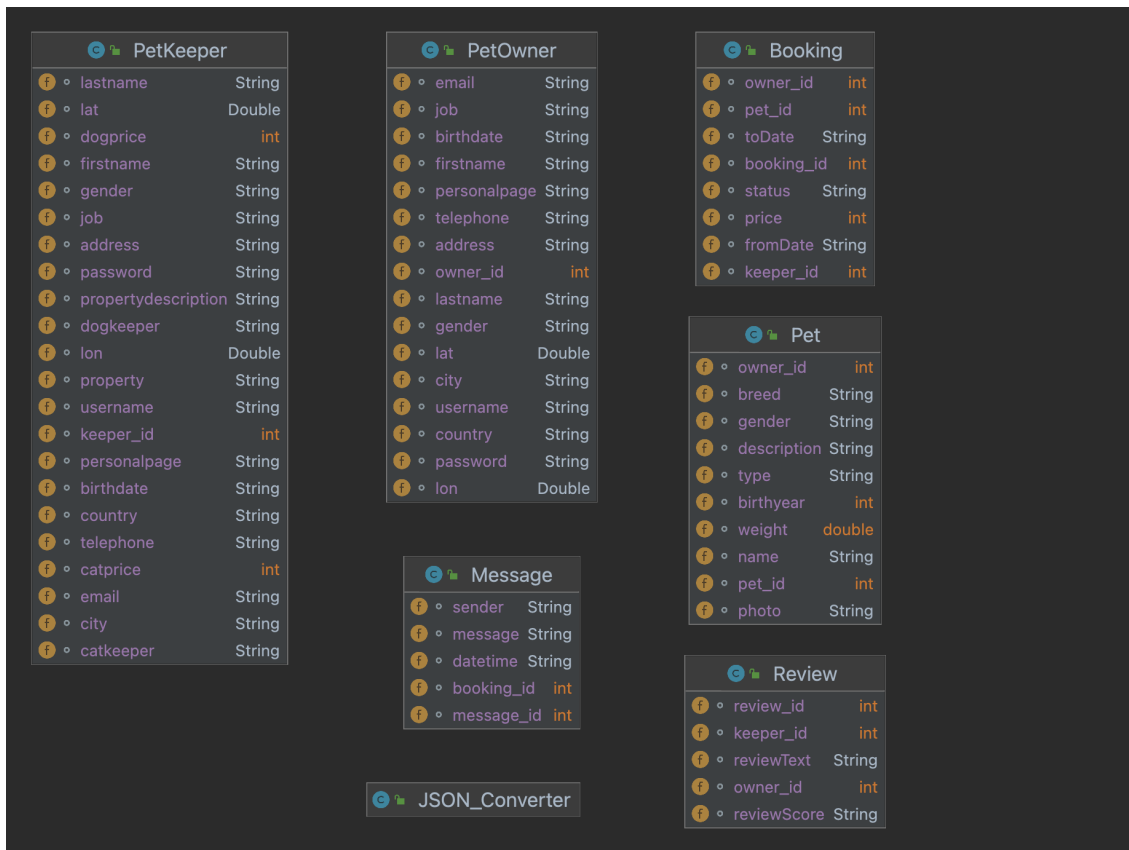 PetKeeper
lastname String
lat Double
dogprice int
firstname String
gender String
job String
address String
password String
propertydescription String
dogkeeper String
lon Double
property String
username String
keeper_id int
personalpage String
birthdate String
country String
telephone String
catprice int
email String
city String
catkeeper String
PetOwner
email String
job String
birthdate String
firstname String
personalpage String
telephone String
address String
owner_id int
lastname String
gender String
lat Double
city String
username String
country String
password String
lon Double
Message
sender String
message String
datetime String
booking_id int
message_id int
JSON_Converter
Booking
owner_id int
pet_id int
toDate String
booking_id int
status String
price int
fromDate String
keeper_id int
Pet
owner_id int
breed String
gender String
description String
type String
birthyear int
weight double
name String
pet_id int
photo String
Review
review_id int
keeper_id int
reviewText String
owner_id int
reviewScore String